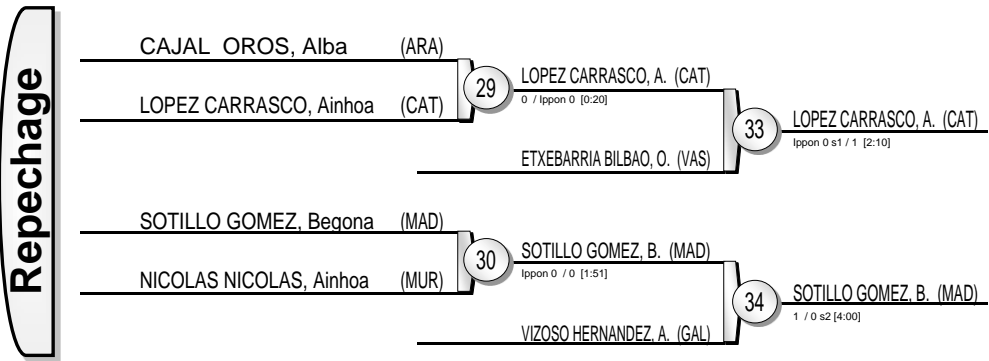 Repechage
CAJAL OROS, Alba (ARA)
LOPEZ CARRASCO, Ainhoa (CAT)
29
LOPEZ CARRASCO, A. (CAT)
0 / Ippon 0 [0:20]
ETXEBARRIA BILBAO, O. (VAS)
33
LOPEZ CARRASCO, A. (CAT)
Ippon 0 s1 / 1 [2:10]
SOTILLO GOMEZ, Begona (MAD)
NICOLAS NICOLAS, Ainhoa (MUR)
30
SOTILLO GOMEZ, B. (MAD)
Ippon 0 / 0 [1:51]
VIZOSO HERNANDEZ, A. (GAL)
34
SOTILLO GOMEZ, B. (MAD)
1 / 0 s2 [4:00]